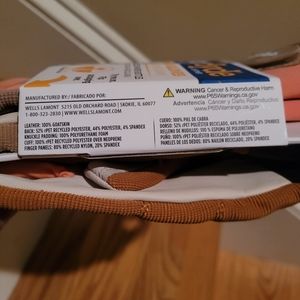 WARNING Cancer & Reproductive Harm
www.P65Warnings.ca.gov
Advertencia Cáncer y Daño Reproductivo
www.P65Warnings.ca.gov
MANUFACTURED BY: / FABRICADO POR:
WELLS LAMONT 5215 OLD ORCHARD ROAD | SKOKIE, IL 60077
1-800-323-2830 | WWW.WELLSLAMONT.COM
LEATHER: 100% GOATSKIN
BACK: 52% rPET RECYCLED POLYESTER, 44% POLYESTER, 4% SPANDEX
KNUCKLE PADDING: 100% POLYURETHANE FOAM
CUFF: 100% rPET RECYCLED POLYESTER OVER NEOPRENE
FINGER PANELS: 80% RECYCLED NYLON, 20% SPANDEX
CUERO: 100% PIEL DE CABRA
DORSO: 52% rPET POLIÉSTER RECICLADO, 44% POLIÉSTER, 4% SPANDEX
RELLENO DE NUDILLOS: 100 % ESPUMA DE POLIURETANO
PUÑOS: 100% rPET POLIÉSTER RECICLADO SOBRE NEOPRENO
PANELES DE LOS DEDOS: 80% NAILON RECICLADO, 20% SPANDEX